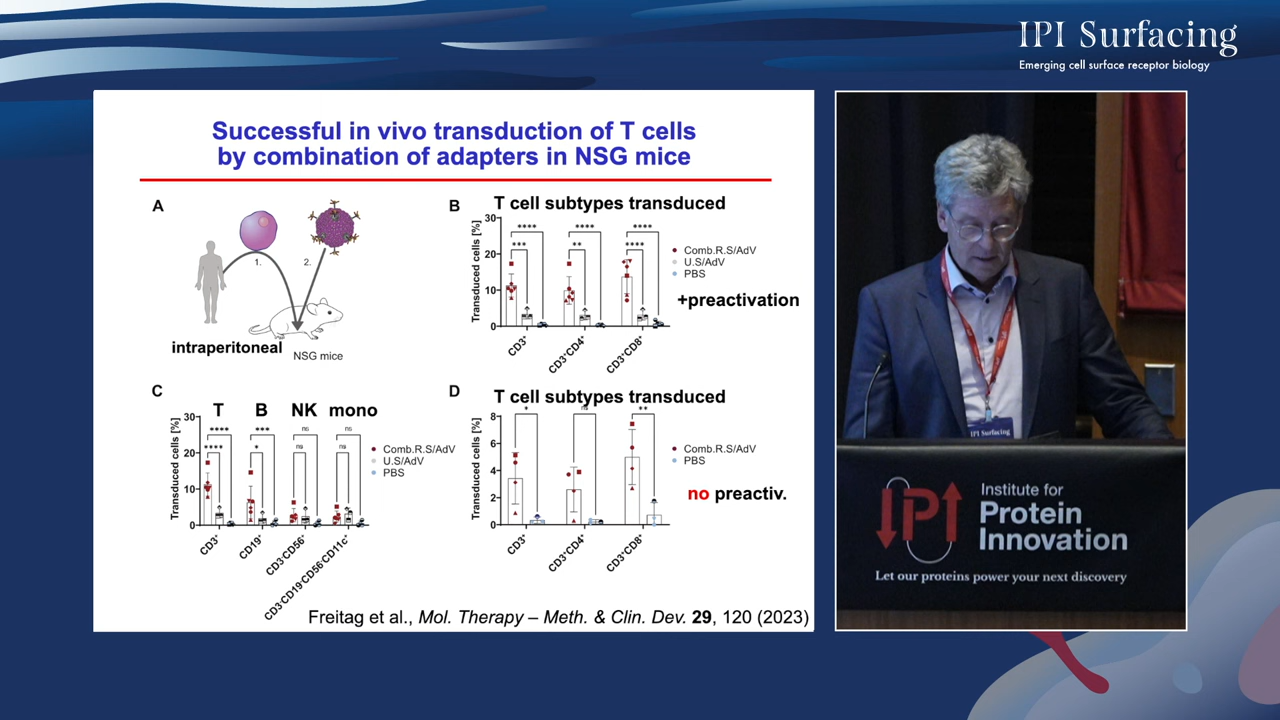 IPI Surfacing
Emerging cell surface receptor biology
Successful in vivo transduction of T cells
by combination of adapters in NSG mice
A
1.
2.
intraperitoneal
NSG mice
B
T cell subtypes transduced
Transduced cells [%]
30
20
10
0
****
****
****
***
**
****
CD3+
CD3+CD4+
CD3+CD8+
Comb.R.S/AdV
U.S/AdV
PBS
+preactivation
C
T B NK mono
Transduced cells [%]
30
20
10
0
****
***
ns
ns
****
*
ns
ns
CD3+
CD19+
CD3-CD56+
CD3-CD19-CD56-CD11c+
Comb.R.S/AdV
U.S/AdV
PBS
D
T cell subtypes transduced
Transduced cells [%]
8
6
4
2
0
*
ns
**
CD3+
CD3+CD4+
CD3+CD8+
Comb.R.S/AdV
PBS
no preactiv.
Freitag et al., Mol. Therapy – Meth. & Clin. Dev. 29, 120 (2023)
IPI Surfacing
IPI
Institute for
Protein
Innovation
Let our proteins power your next discovery